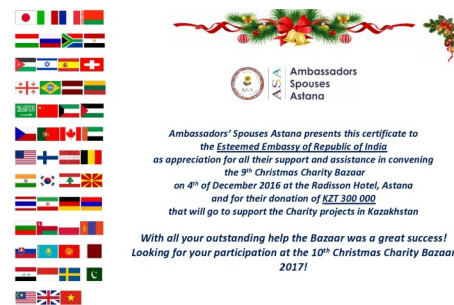 ASA
Ambassadors
Spouses
Astana
Ambassadors' Spouses Astana presents this certificate to
the Esteemed Embassy of Republic of India
as appreciation for all their support and assistance in convening
the 9th Christmas Charity Bazaar
on 4th of December 2016 at the Radisson Hotel, Astana
and for their donation of KZT 300 000
that will go to support the Charity projects in Kazakhstan
With all your outstanding help the Bazaar was a great success!
Looking for your participation at the 10th Christmas Charity Bazaar
2017!